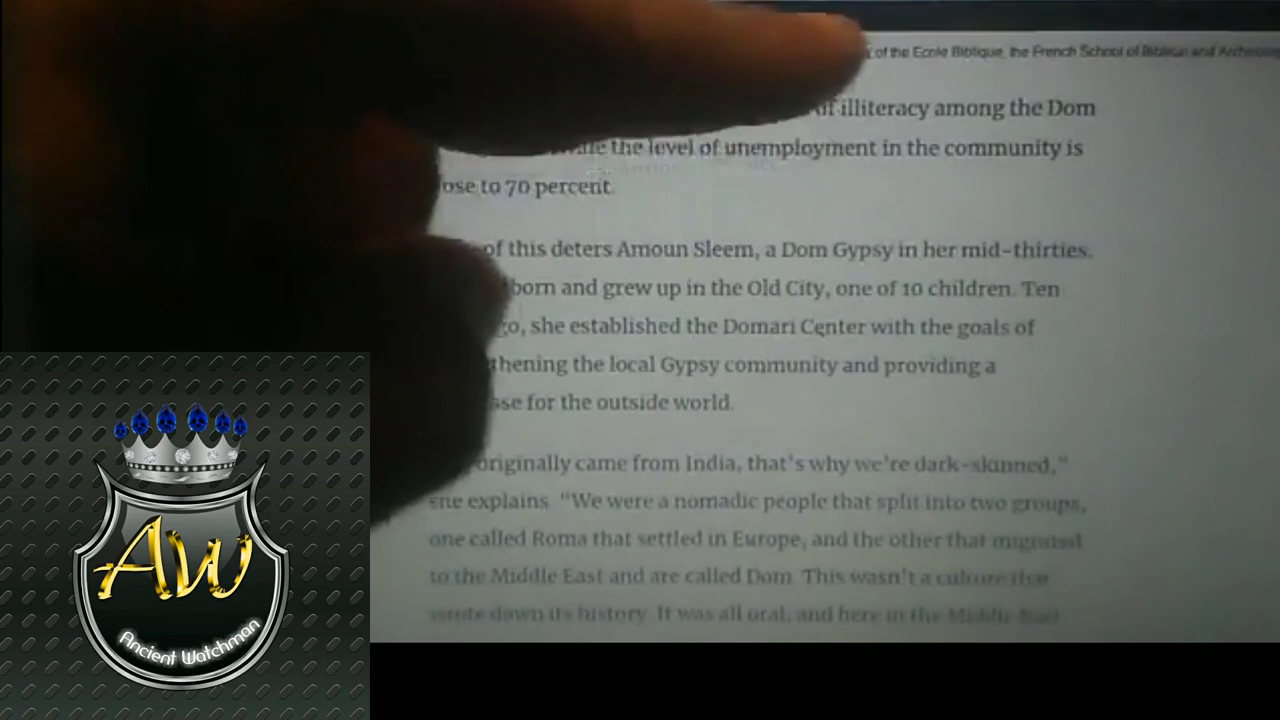 of the Ecole Biblique, the French School of Biblical and
of illiteracy among the Dom
the level of unemployment in the community is
ose to 70 percent.
of this deters Amoun Sleem, a Dom Gypsy in her mid-thirties.
born and grew up in the Old City, one of 10 children. Ten
go, she established the Domari Center with the goals of
thening the local Gypsy community and providing a
se for the outside world.
originally came from India, that's why we're dark-skinned,"
she explains. "We were a nomadic people that split into two groups,
one called Roma that settled in Europe, and the other that migrated
to the Middle East and are called Dom. This wasn't a culture that
wrote down its history. It was all oral, and here in the Middle East
AW
Ancient Watchman